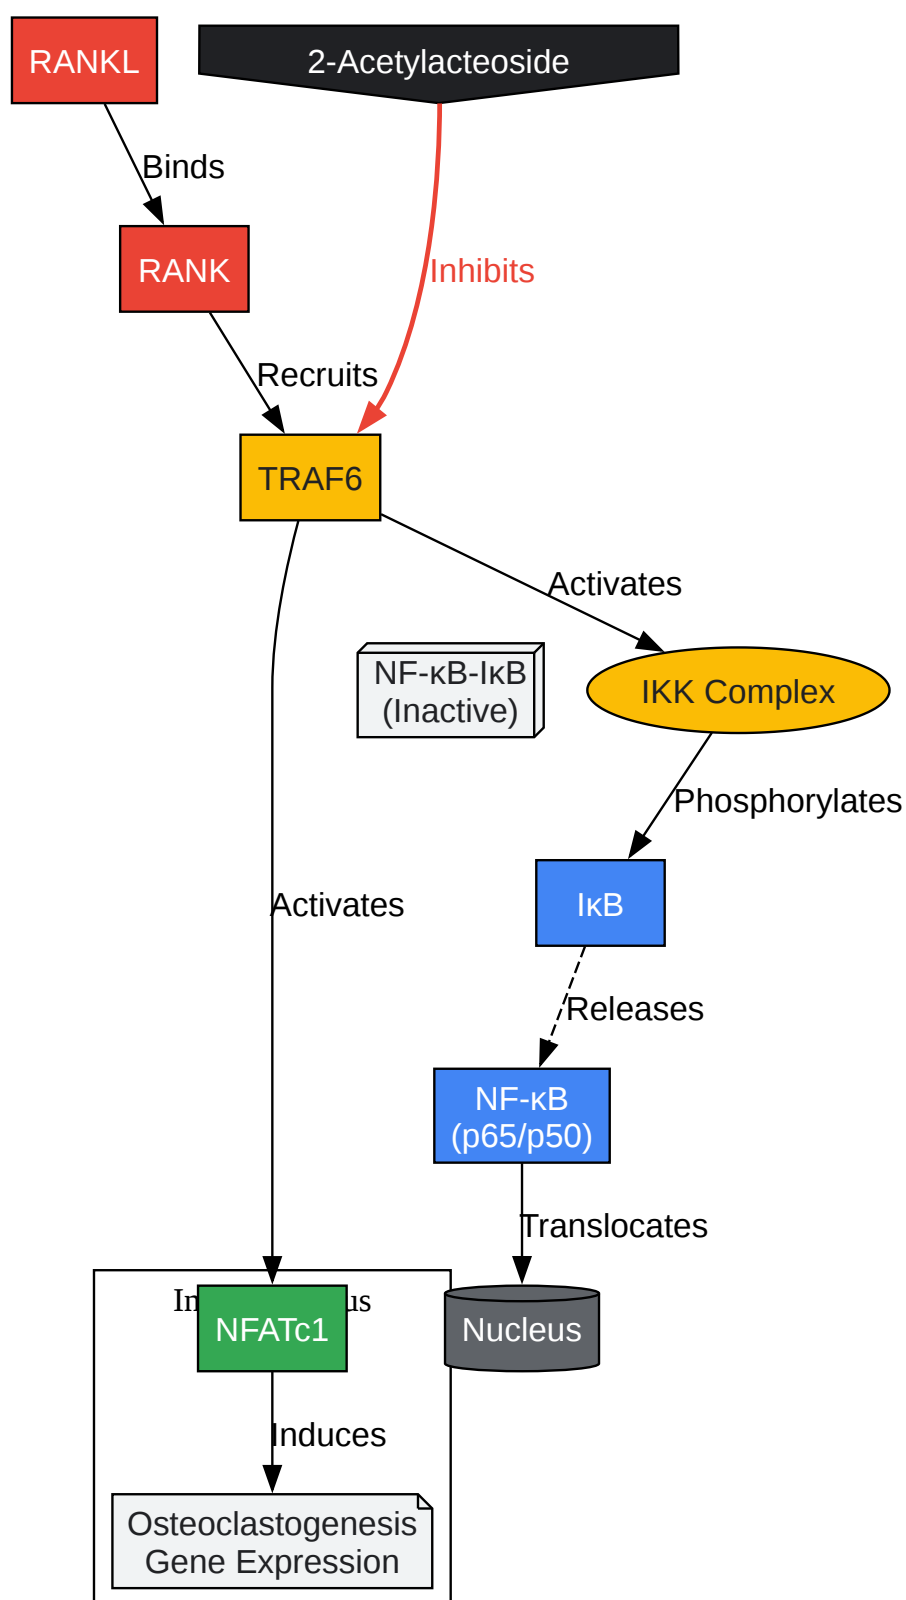 RANKL
2-Acetylacteoside
Binds
RANK
Inhibits
Recruits
TRAF6
Activates
NF-κB-IκB
(Inactive)
IKK Complex
Phosphorylates
IκB
Activates
Releases
NF-κB
(p65/p50)
Translocates
NFATc1
Nucleus
Induces
Osteoclastogenesis
Gene Expression